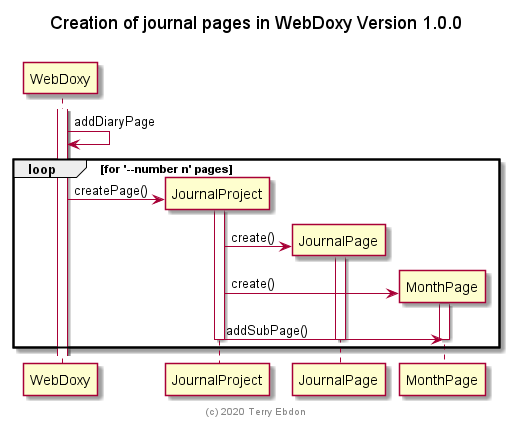 Creation of journal pages in WebDoxy Version 1.0.0
WebDoxy
addDiaryPage
loop [for '--number n' pages]
createPage()
JournalProject
create()
JournalPage
create()
MonthPage
addSubPage()
WebDoxy JournalProject JournalPage MonthPage
(c) 2020 Terry Ebdon